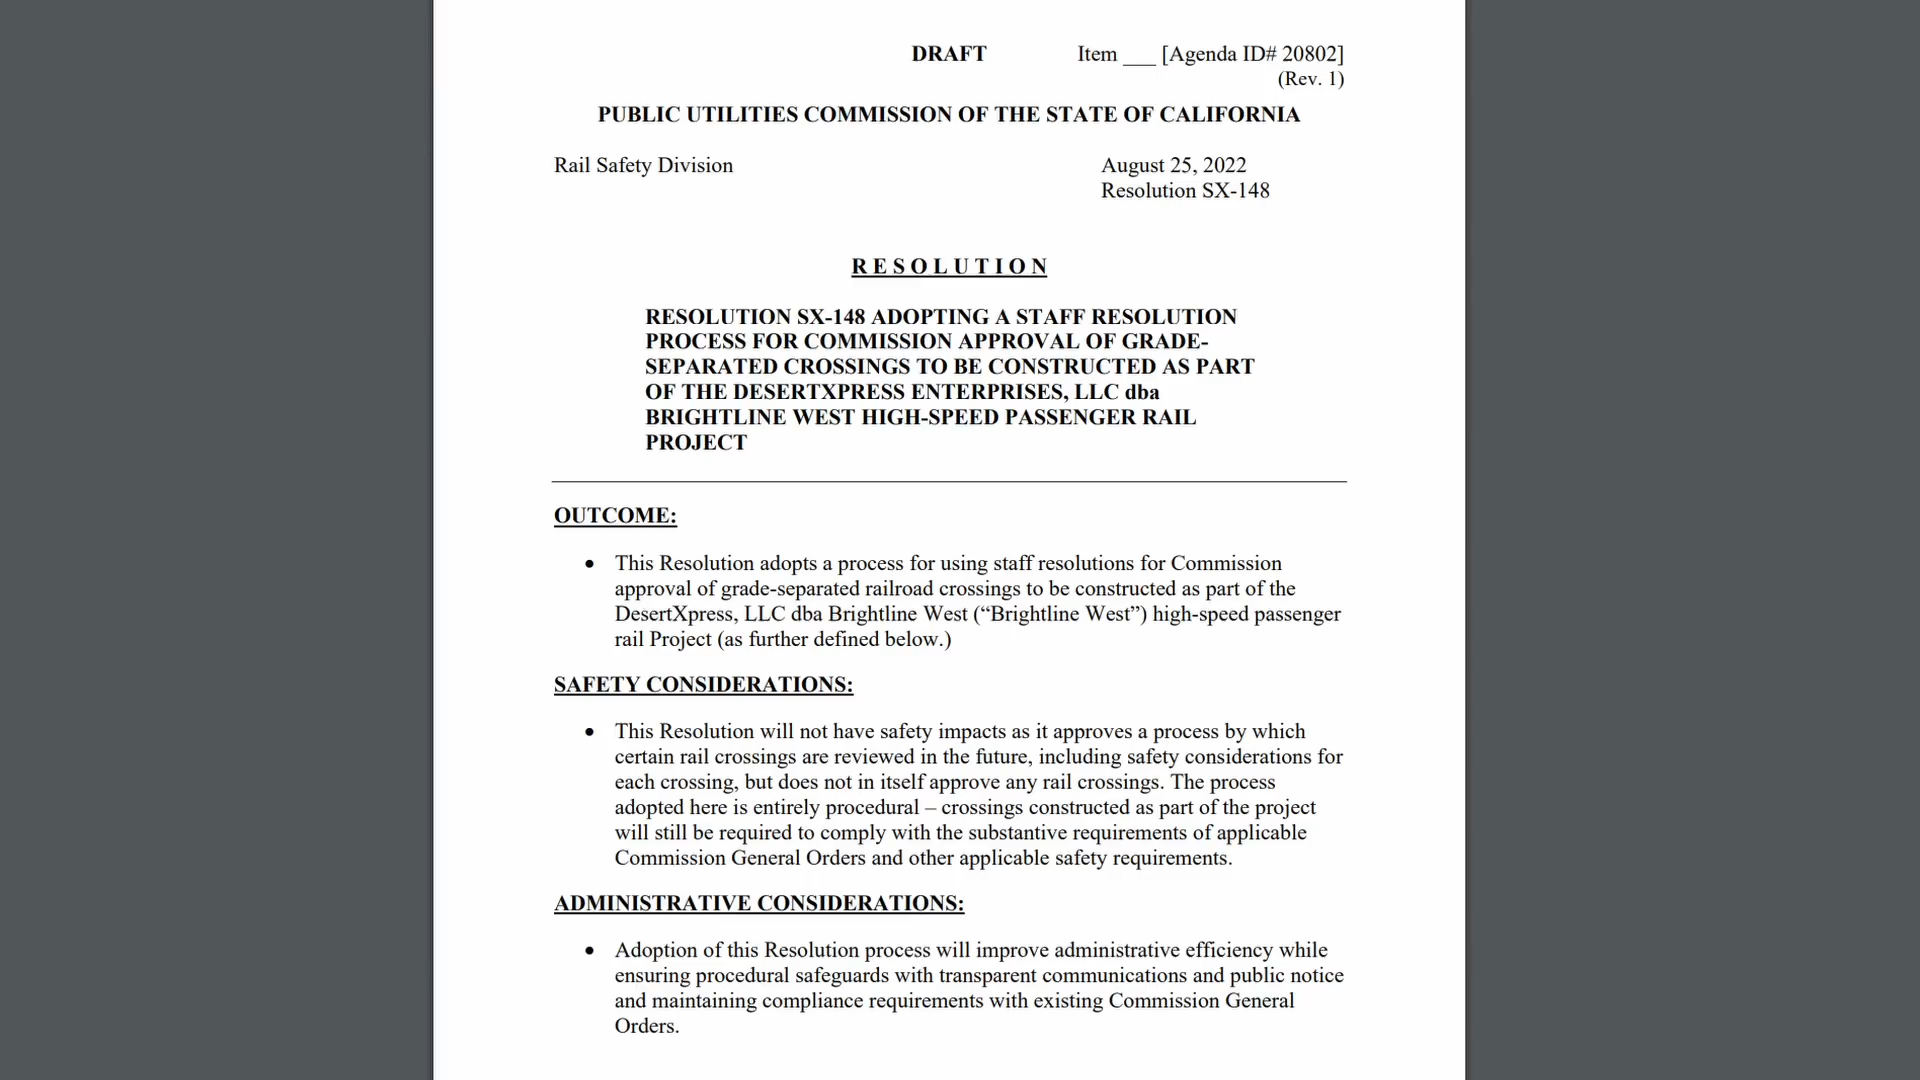 DRAFT Item ___ [Agenda ID# 20802]
(Rev. 1)
PUBLIC UTILITIES COMMISSION OF THE STATE OF CALIFORNIA
Rail Safety Division August 25, 2022
Resolution SX-148
R E S O L U T I O N
RESOLUTION SX-148 ADOPTING A STAFF RESOLUTION
PROCESS FOR COMMISSION APPROVAL OF GRADE-
SEPARATED CROSSINGS TO BE CONSTRUCTED AS PART
OF THE DESERTXPRESS ENTERPRISES, LLC dba
BRIGHTLINE WEST HIGH-SPEED PASSENGER RAIL
PROJECT
OUTCOME:
• This Resolution adopts a process for using staff resolutions for Commission
approval of grade-separated railroad crossings to be constructed as part of the
DesertXpress, LLC dba Brightline West (“Brightline West”) high-speed passenger
rail Project (as further defined below.)
SAFETY CONSIDERATIONS:
• This Resolution will not have safety impacts as it approves a process by which
certain rail crossings are reviewed in the future, including safety considerations for
each crossing, but does not in itself approve any rail crossings. The process
adopted here is entirely procedural – crossings constructed as part of the project
will still be required to comply with the substantive requirements of applicable
Commission General Orders and other applicable safety requirements.
ADMINISTRATIVE CONSIDERATIONS:
• Adoption of this Resolution process will improve administrative efficiency while
ensuring procedural safeguards with transparent communications and public notice
and maintaining compliance requirements with existing Commission General
Orders.